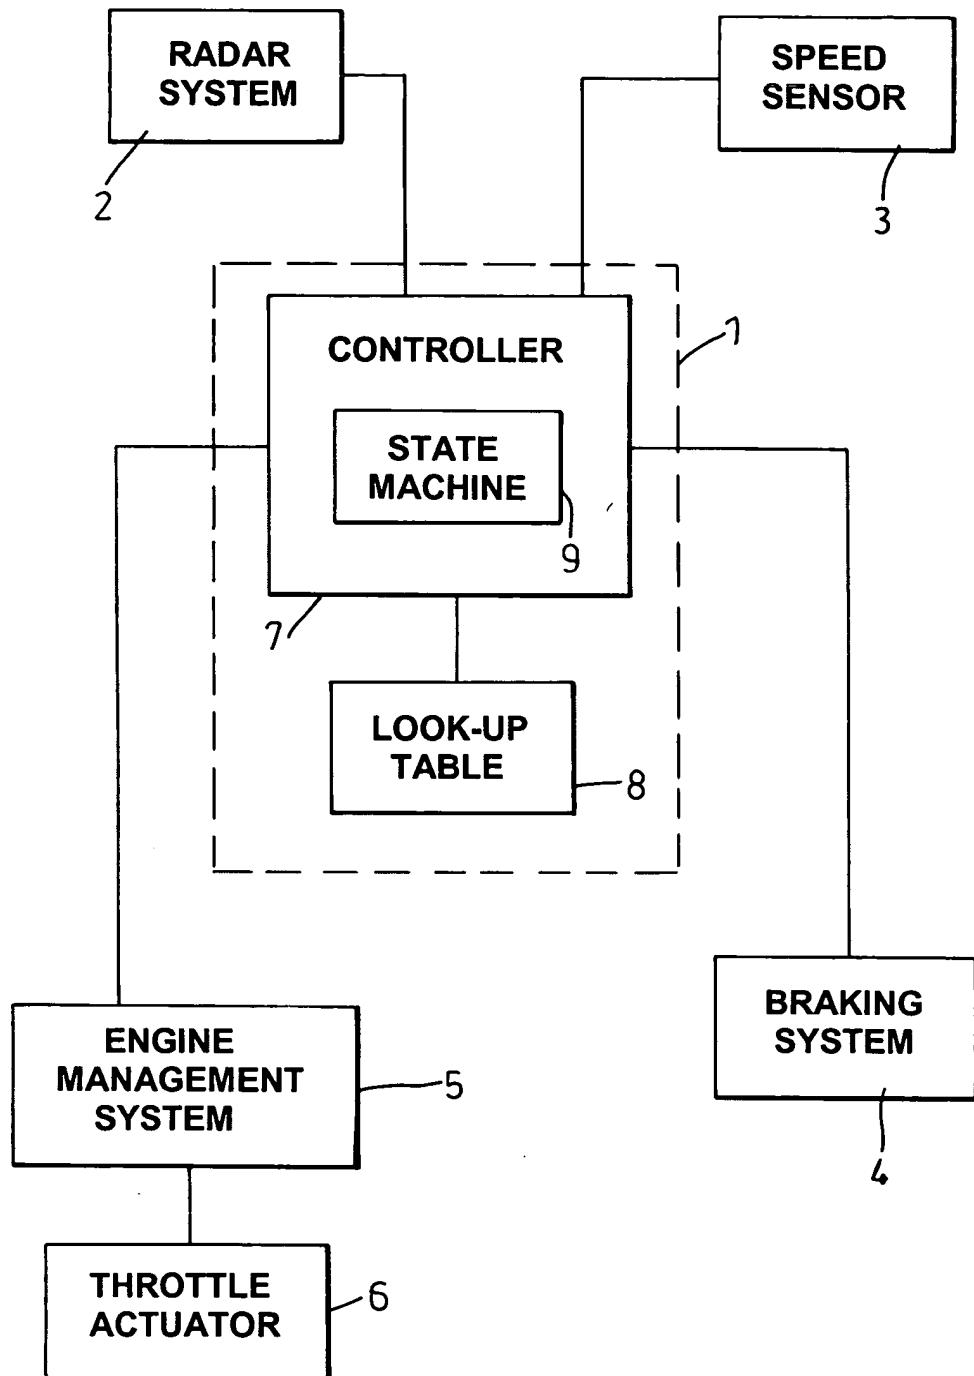 RADAR
SYSTEM
SPEED
SENSOR
2
3
CONTROLLER
1
STATE
MACHINE
9
7
LOOK-UP
TABLE
8
ENGINE
MANAGEMENT
SYSTEM
5
BRAKING
SYSTEM
4
THROTTLE
ACTUATOR
6